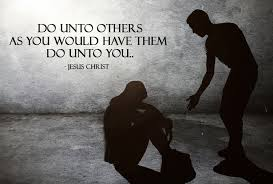 DO UNTO OTHERS
AS YOU WOULD HAVE THEM
DO UNTO YOU..
- JESUS CHRIST